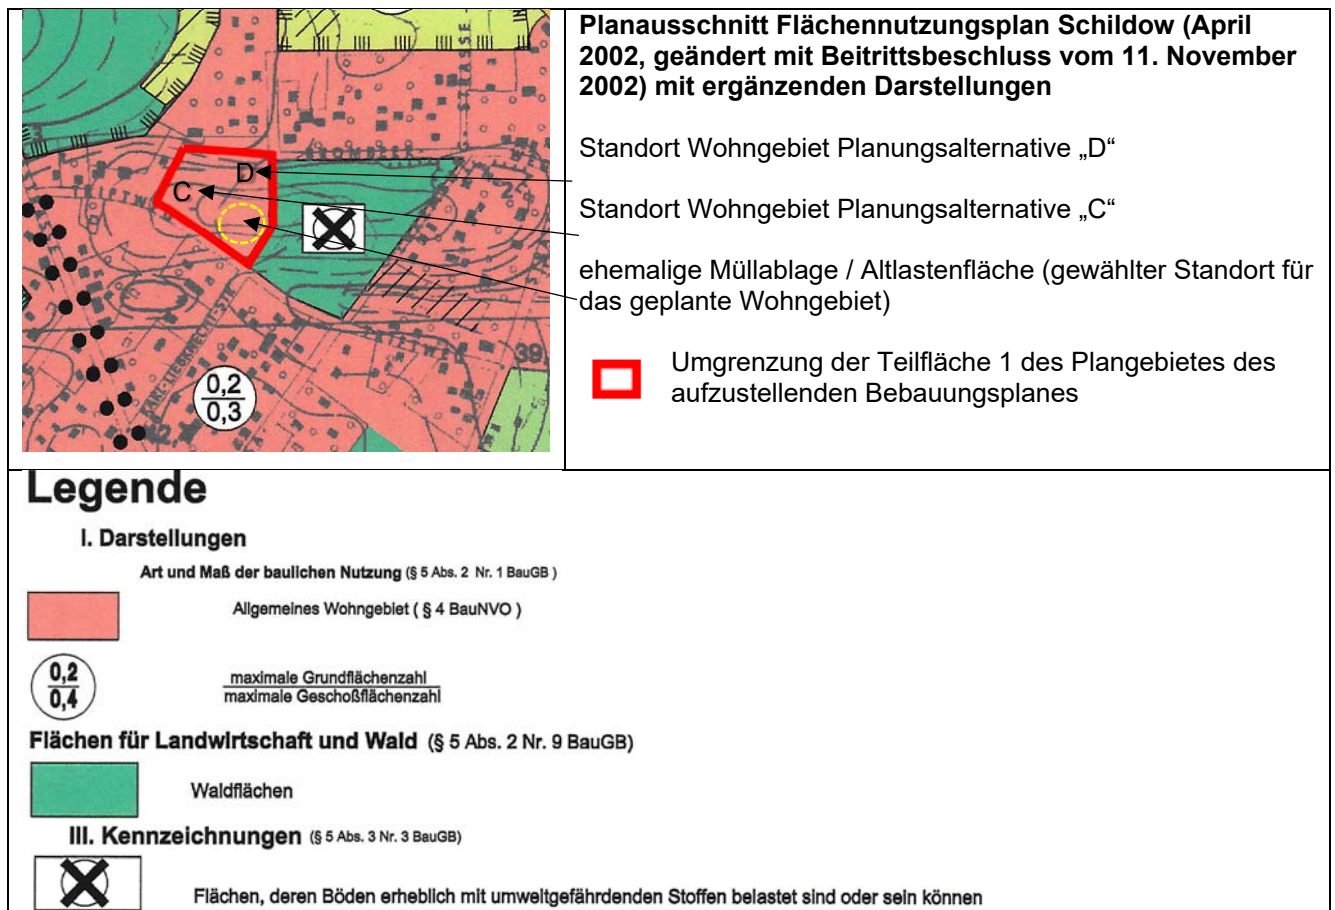 Planausschnitt Flächennutzungsplan Schildow (April
2002, geändert mit Beitrittsbeschluss vom 11. November
2002) mit ergänzenden Darstellungen
Standort Wohngebiet Planungsalternative „D“
Standort Wohngebiet Planungsalternative „C“
ehemalige Müllablage / Altlastenfläche (gewählter Standort für
das geplante Wohngebiet)
Umgrenzung der Teilfläche 1 des Plangebietes des
aufzustellenden Bebauungsplanes
D
C
STRASSE
KARL-LIEBKNECHT-STR
39
0,2
0,3
Legende
I. Darstellungen
Art und Maß der baulichen Nutzung (§ 5 Abs. 2 Nr. 1 BauGB )
Allgemeines Wohngebiet ( § 4 BauNVO )
0,2
0,4
maximale Grundflächenzahl
maximale Geschoßflächenzahl
Flächen für Landwirtschaft und Wald (§ 5 Abs. 2 Nr. 9 BauGB)
Waldflächen
III. Kennzeichnungen (§ 5 Abs. 3 Nr. 3 BauGB)
Flächen, deren Böden erheblich mit umweltgefährdenden Stoffen belastet sind oder sein können